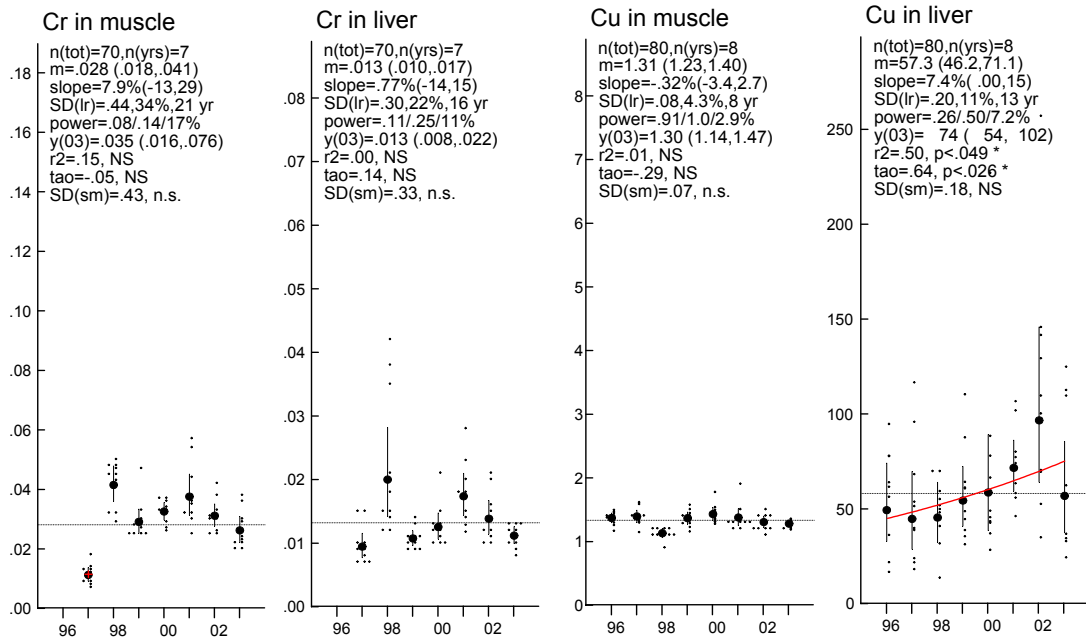 Cr in muscle
n(tot)=70,n(yrs)=7
m=.028 (.018,.041)
slope=7.9%(-13,29)
SD(lr)=.44,34%,21 yr
power=.08/.14/17%
y(03)=.035 (.016,.076)
r2=.15, NS
tao=-.05, NS
SD(sm)=.43, n.s.
.18
.16
.14
.12
.10
.08
.06
.04
.02
.00
96 98 00 02
Cr in liver
n(tot)=70,n(yrs)=7
m=.013 (.010,.017)
slope=.77%(-14,15)
SD(lr)=.30,22%,16 yr
power=.11/.25/11%
y(03)=.013 (.008,.022)
r2=.00, NS
tao=.14, NS
SD(sm)=.33, n.s.
.08
.07
.06
.05
.04
.03
.02
.01
.00
96 98 00 02
Cu in muscle
n(tot)=80,n(yrs)=8
m=1.31 (1.23,1.40)
slope=-.32%(-3.4,2.7)
SD(lr)=.08,4.3%,8 yr
power=.91/1.0/2.9%
y(03)=1.30 (1.14,1.47)
r2=.01, NS
tao=-.29, NS
SD(sm)=.07, n.s.
8
7
6
5
4
3
2
1
0
96 98 00 02
Cu in liver
n(tot)=80,n(yrs)=8
m=57.3 (46.2,71.1)
slope=7.4%( .00,15)
SD(lr)=.20,11%,13 yr
power=.26/.50/7.2%
y(03)= 74 ( 54, 102)
r2=.50, p<.049 *
tao=.64, p<.026 *
SD(sm)=.18, NS
250
200
150
100
50
0
96 98 00 02